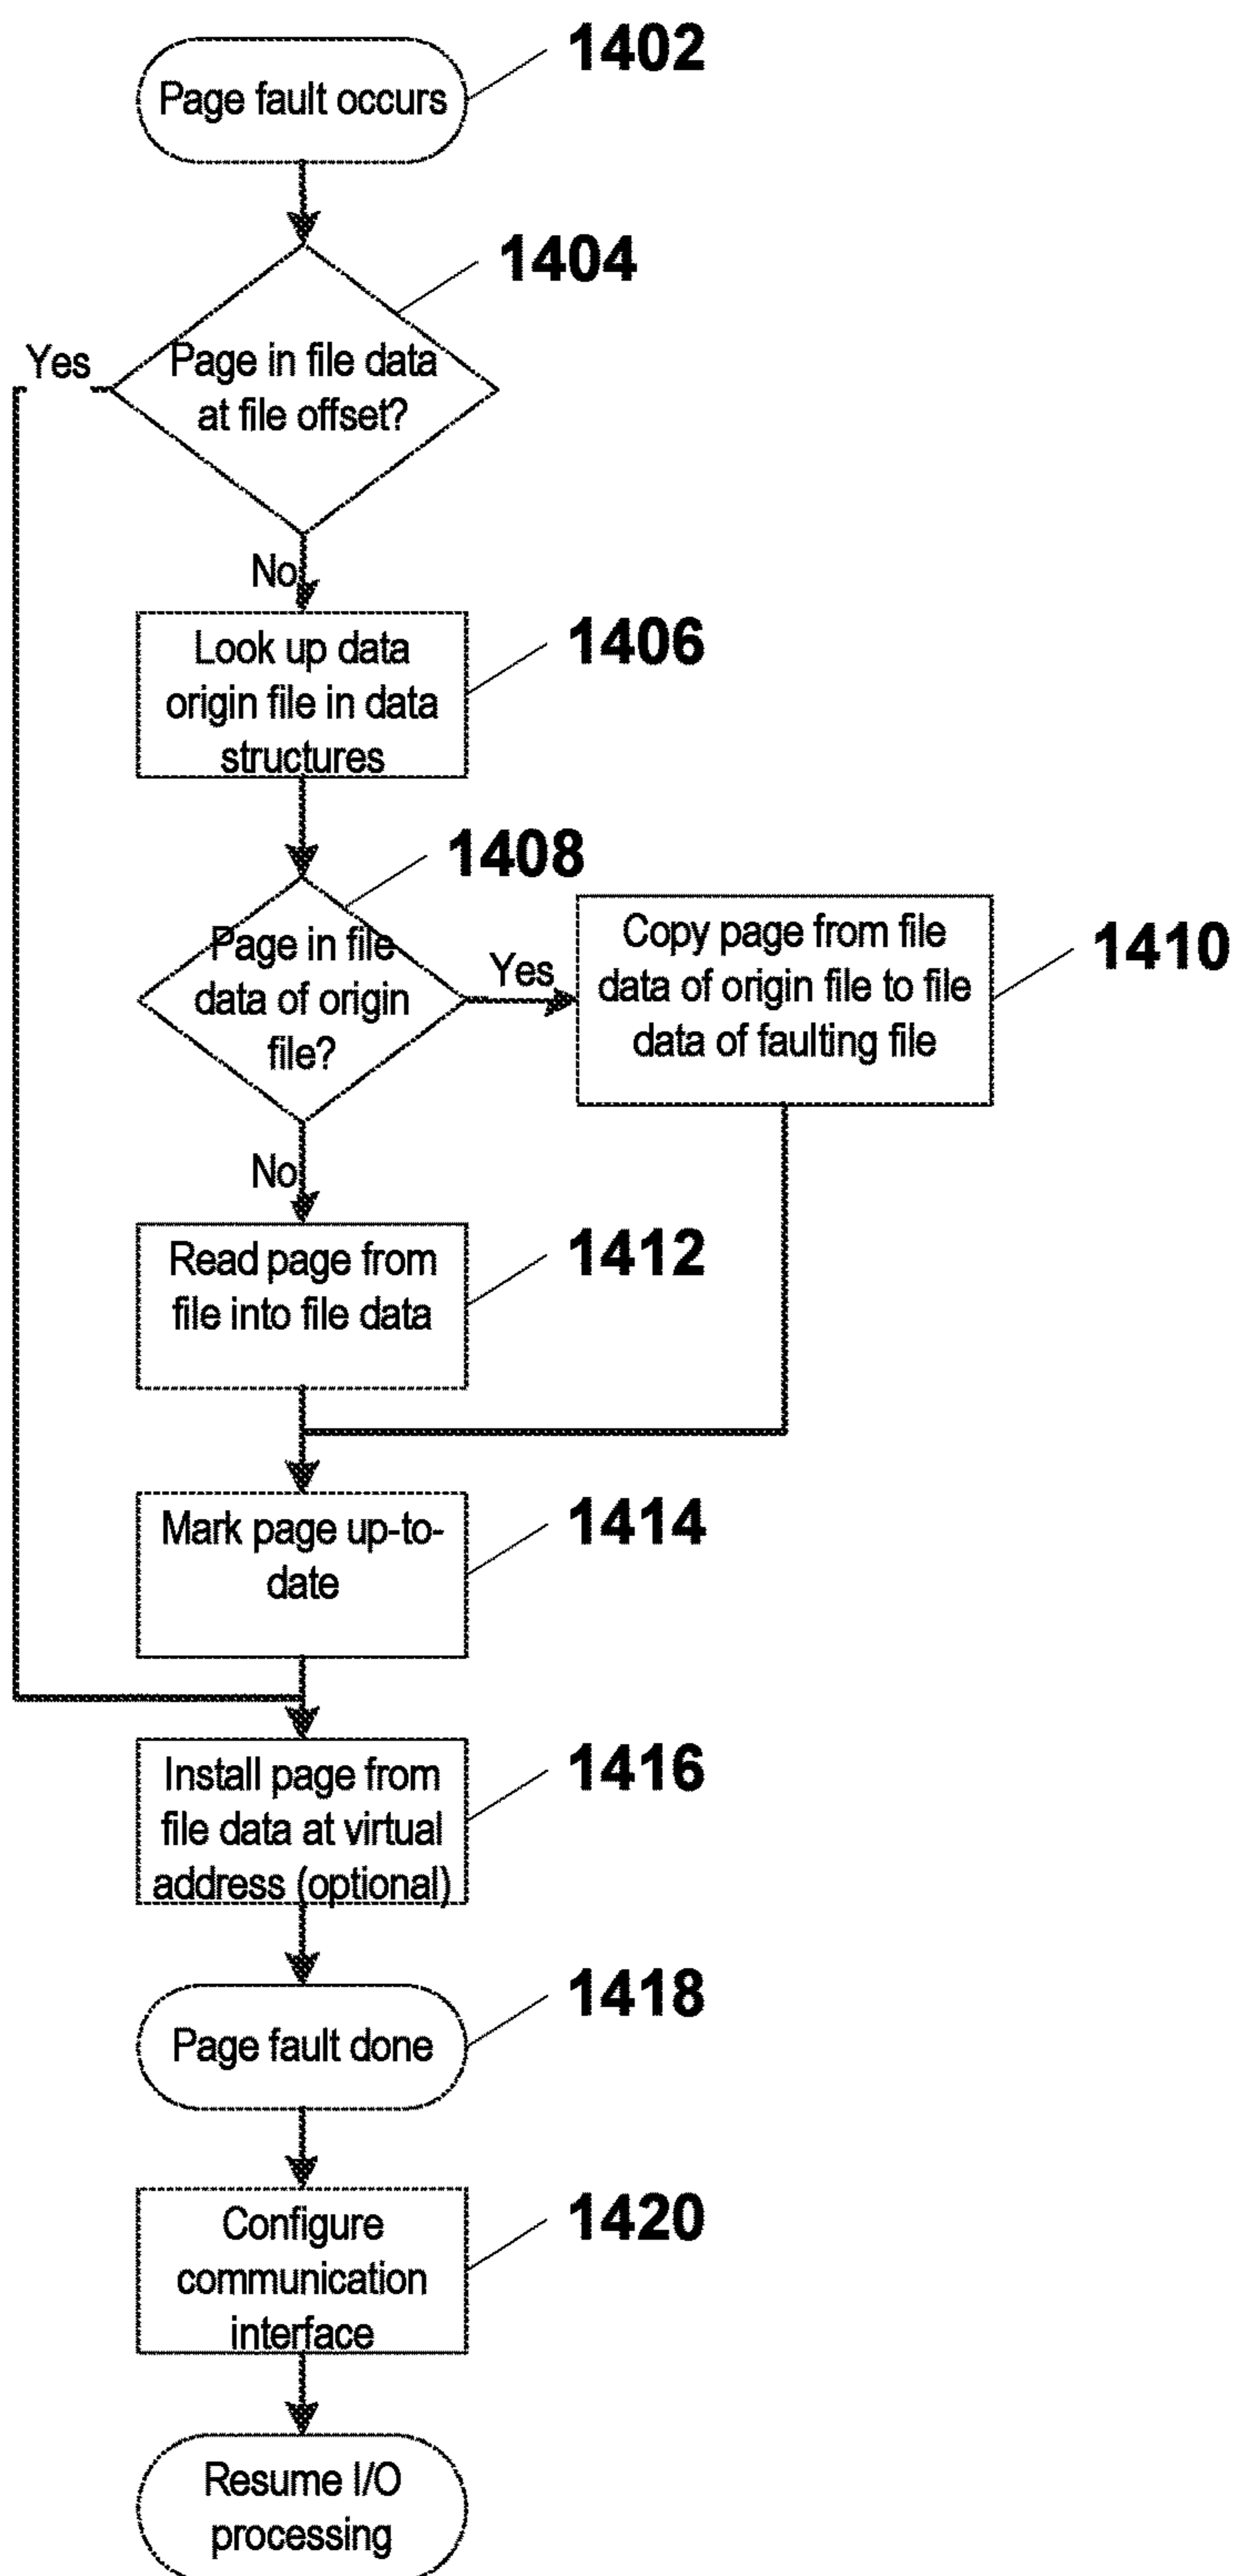 1402
Page fault occurs
1404
Yes
Page in file data
at file offset?
No
1406
Look up data
origin file in data
structures
1408
Page in file
data of origin
file?
Yes
Copy page from file
data of origin file to file
data of faulting file
1410
No
1412
Read page from
file into file data
1414
Mark page up-to-
date
1416
Install page from
file data at virtual
address (optional)
1418
Page fault done
1420
Configure
communication
interface
Resume I/O
processing